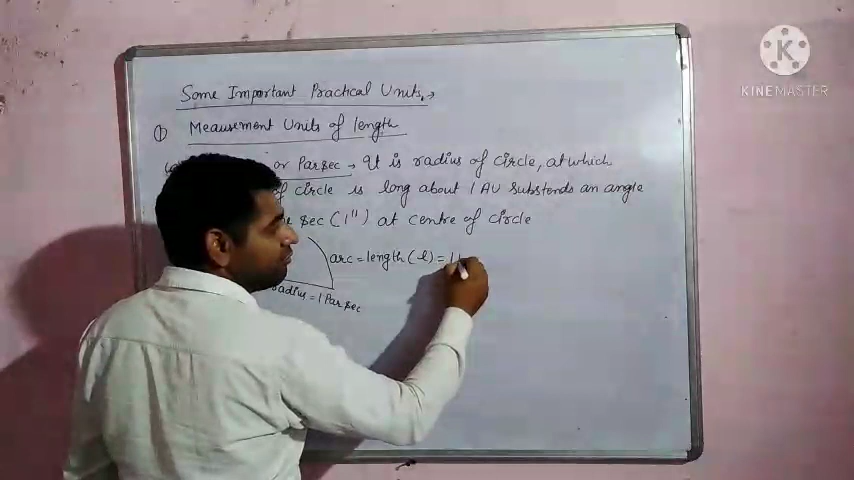 Some Important Practical Units,→
① Meausement Units of length
or Parsec → It is radius of circle, at which
of circle is long about 1 AU Substends an angle
sec (1") at centre of circle
arc = length (l) = 1
radius = 1 Parsec
K
KINEMASTER